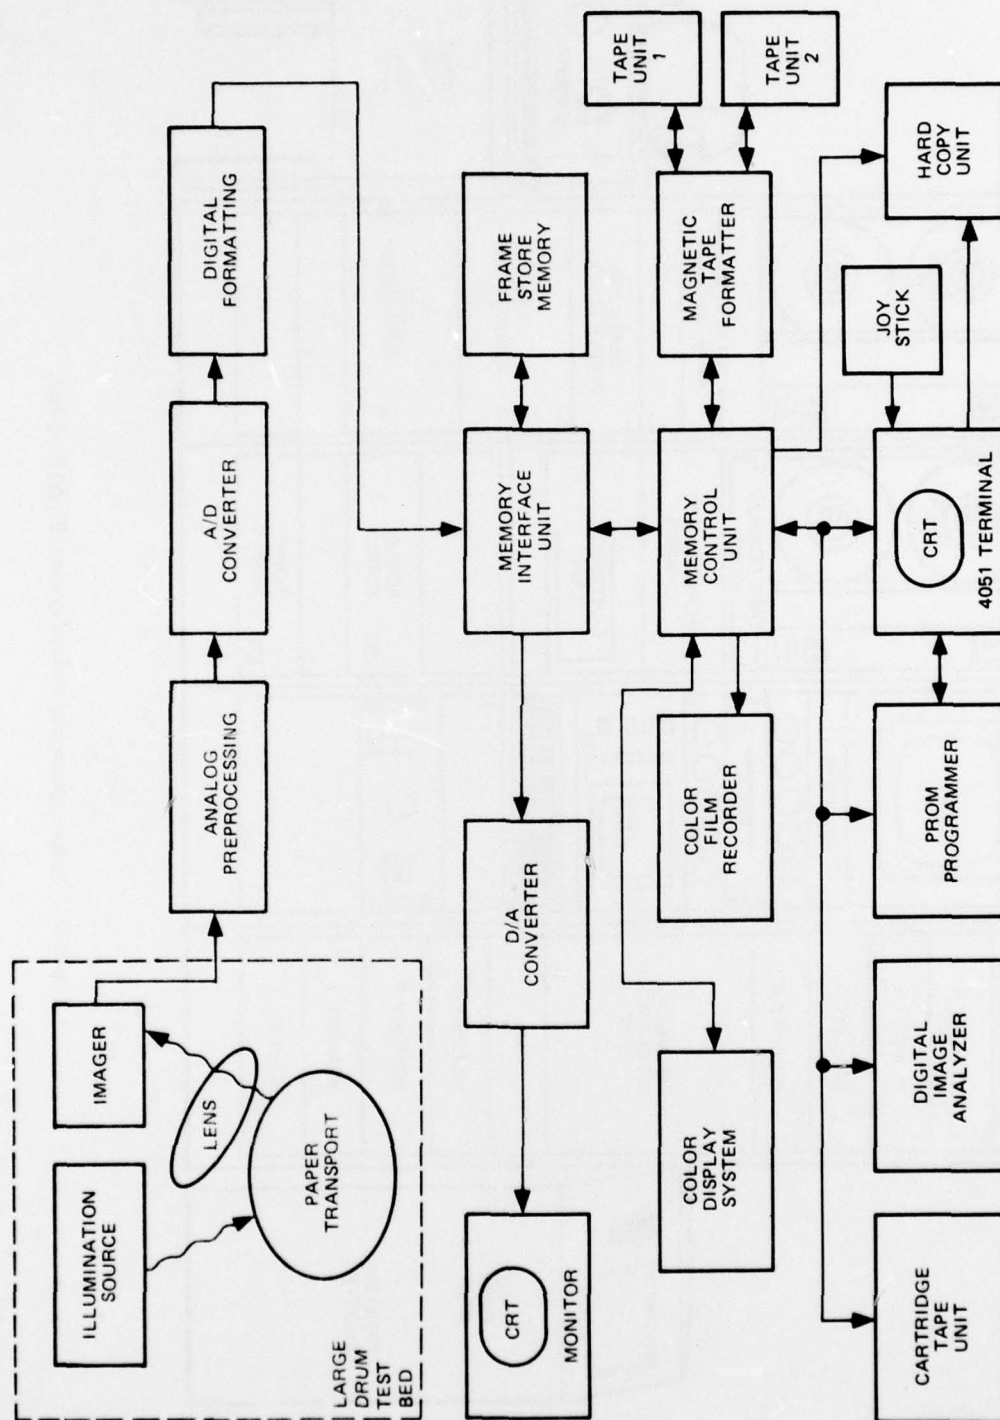 ILLUMINATION
SOURCE
IMAGER
LENS
PAPER
TRANSPORT
LARGE
DRUM
TEST
BED
ANALOG
PREPROCESSING
A/D
CONVERTER
DIGITAL
FORMATTING
CRT
MONITOR
D/A
CONVERTER
MEMORY
INTERFACE
UNIT
FRAME
STORE
MEMORY
TAPE
UNIT
1
TAPE
UNIT
2
COLOR
DISPLAY
SYSTEM
COLOR
FILM
RECORDER
MEMORY
CONTROL
UNIT
MAGNETIC
TAPE
FORMATTER
JOY
STICK
HARD
COPY
UNIT
CARTRIDGE
TAPE
UNIT
DIGITAL
IMAGE
ANALYZER
PROM
PROGRAMMER
CRT
4051 TERMINAL